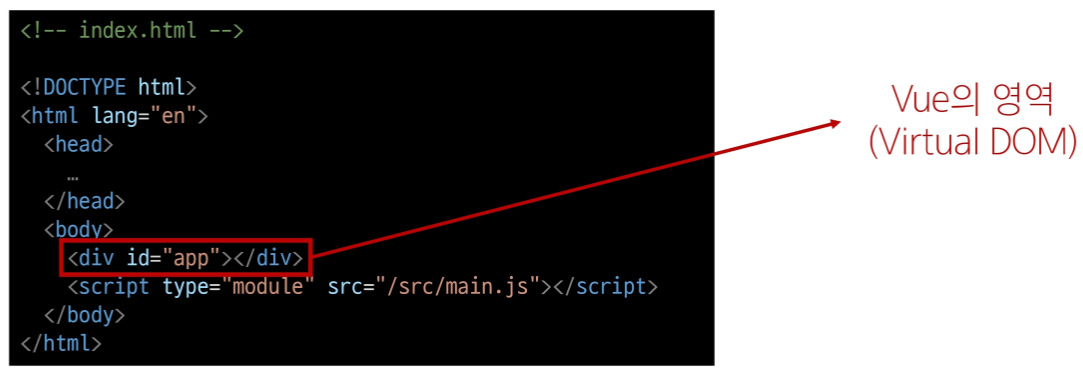 <!-- index.html -->
<!DOCTYPE html>
<html lang="en">
<head>
…
</head>
<body>
<div id="app"></div>
<script type="module" src="/src/main.js"></script>
</body>
</html>
Vue의 영역
(Virtual DOM)